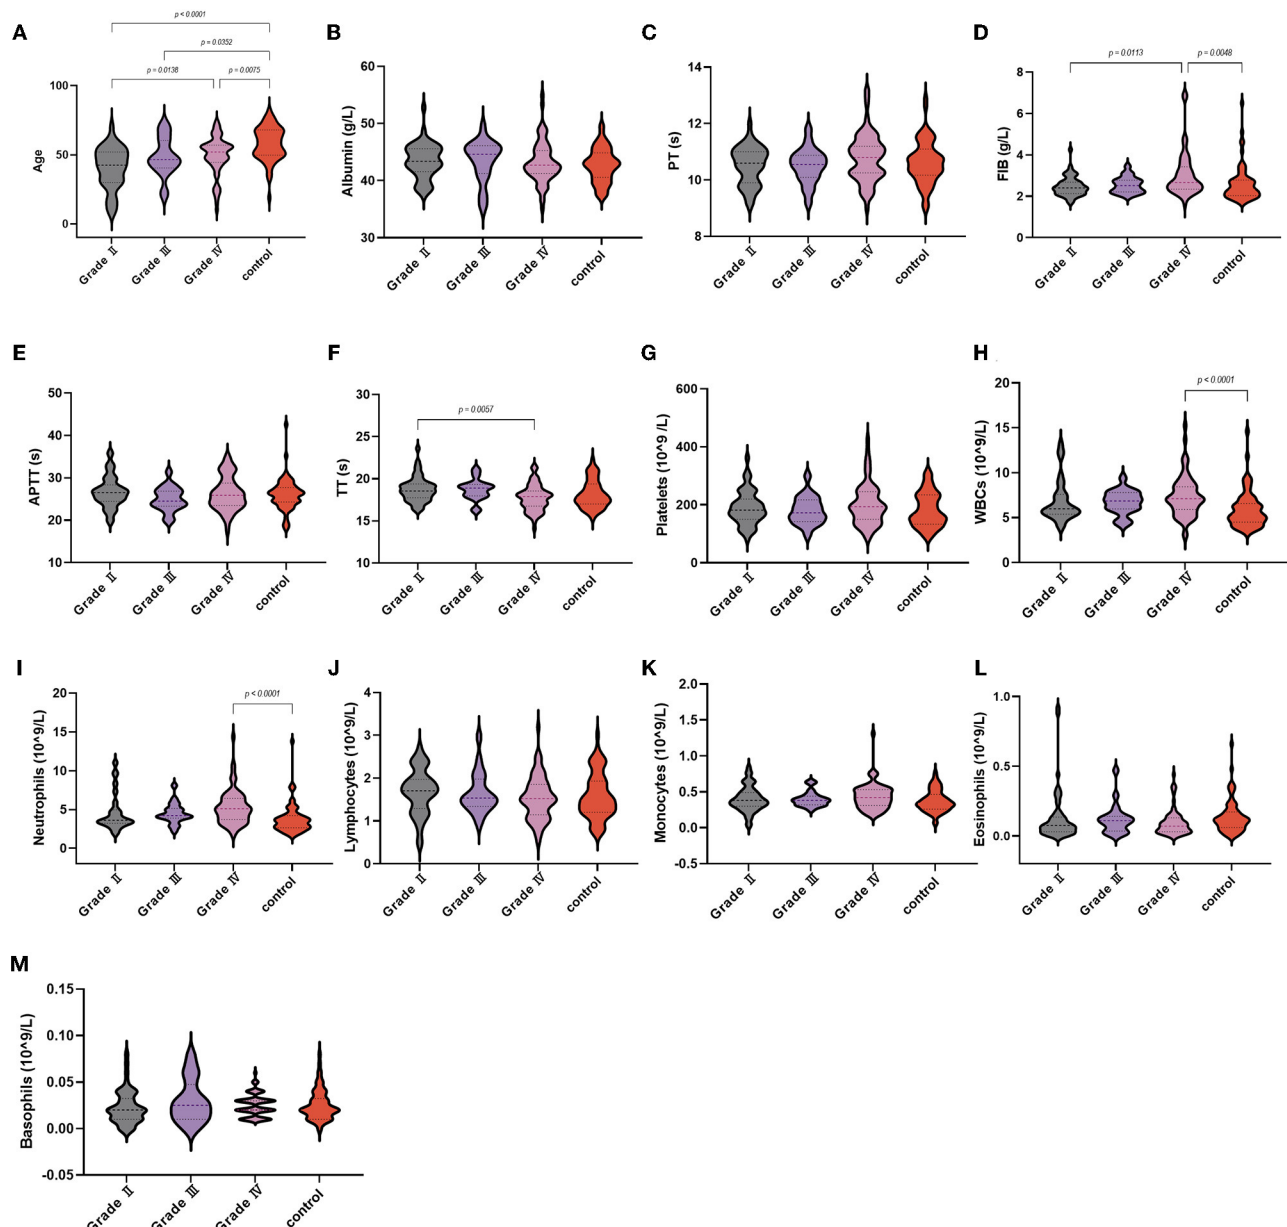 A
p < 0.0001
p = 0.0352
p = 0.0138
p = 0.0075
Age
100
50
0
Grade Ⅱ
Grade Ⅲ
Grade Ⅳ
control
B
Albumin (g/L)
60
50
40
30
Grade Ⅱ
Grade Ⅲ
Grade Ⅳ
control
C
PT (s)
14
12
10
8
Grade Ⅱ
Grade Ⅲ
Grade Ⅳ
control
D
p = 0.0113
p = 0.0048
FIB (g/L)
8
6
4
2
0
Grade Ⅱ
Grade Ⅲ
Grade Ⅳ
control
E
APTT (s)
50
40
30
20
10
Grade Ⅱ
Grade Ⅲ
Grade Ⅳ
control
F
p = 0.0057
TT (s)
30
25
20
15
10
Grade Ⅱ
Grade Ⅲ
Grade Ⅳ
control
G
Platelets (10^9 /L)
600
400
200
0
Grade Ⅱ
Grade Ⅲ
Grade Ⅳ
control
H
p < 0.0001
WBCs (10^9/L)
20
15
10
5
0
Grade Ⅱ
Grade Ⅲ
Grade Ⅳ
control
I
p < 0.0001
Neutrophils (10^9/L)
20
15
10
5
0
Grade Ⅱ
Grade Ⅲ
Grade Ⅳ
control
J
Lymphocytes (10^9/L)
4
3
2
1
0
Grade Ⅱ
Grade Ⅲ
Grade Ⅳ
control
K
Monocytes (10^9/L)
2.0
1.5
1.0
0.5
0.0
-0.5
Grade Ⅱ
Grade Ⅲ
Grade Ⅳ
control
L
Eosinophils (10^9/L)
1.0
0.5
0.0
Grade Ⅱ
Grade Ⅲ
Grade Ⅳ
control
M
Basophils (10^9/L)
0.15
0.10
0.05
0.00
-0.05
Grade Ⅱ
Grade Ⅲ
Grade Ⅳ
control